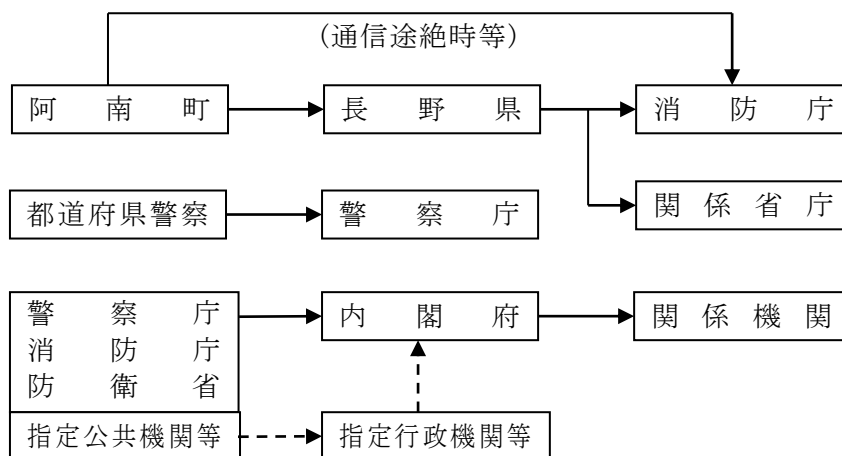 (通信途絶時等)
阿南町
長野県
消防庁
関係省庁
都道府県警察
警察庁
警察庁
消防庁
防衛省
内閣府
関係機関
指定公共機関等
指定行政機関等